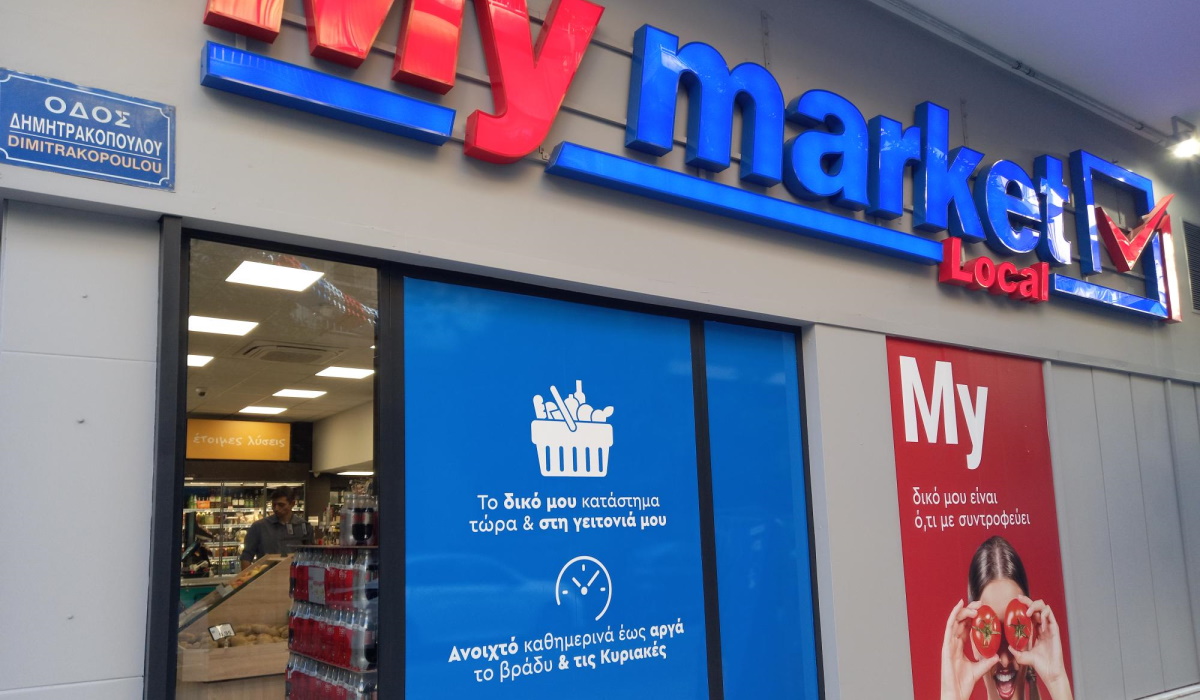 My market
Local
ΟΔΟΣ
ΔΗΜΗΤΡΑΚΟΠΟΥΛΟΥ
DIMITRAKOPOULOU
έτοιμες λύσεις
Το δικό μου κατάστημα
τώρα & στη γειτονιά μου
Ανοιχτό καθημερινά έως αργά
το βράδυ & τις Κυριακές
My
δικό μου είναι
ό,τι με συντροφεύει